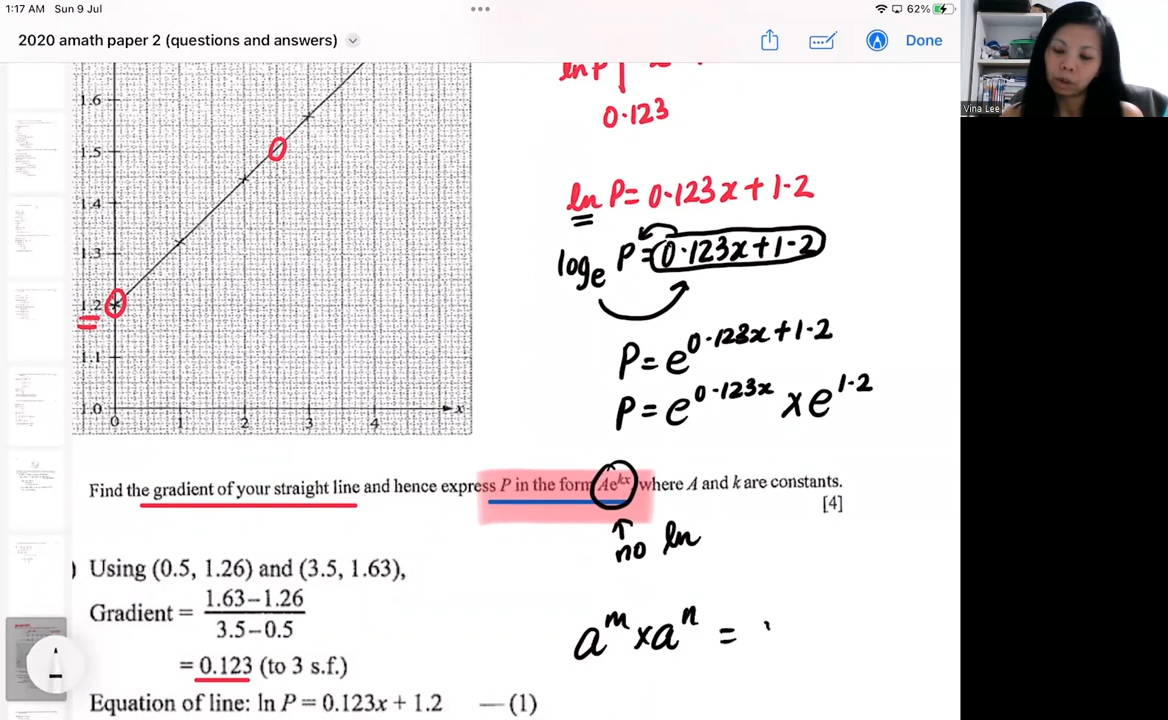 1:17 AM Sun 9 Jul
62%
2020 amath paper 2 (questions and answers)
Done
Vina Lee
1.6
1.5
1.4
1.3
1.2
1.1
1.0
0 2 3 4 x
ln P
0.123
ln P = 0.123x + 1.2
log e P = 0.123x + 1.2
P = e^0.123x + 1.2
P = e^0.123x × e^1.2
Find the gradient of your straight line and hence express P in the form Ae^kx where A and k are constants.
[4]
↑
no ln
) Using (0.5, 1.26) and (3.5, 1.63),
Gradient = 1.63−1.26
3.5−0.5
= 0.123 (to 3 s.f.)
a^m × a^n =
Equation of line: ln P = 0.123x + 1.2 —(1)